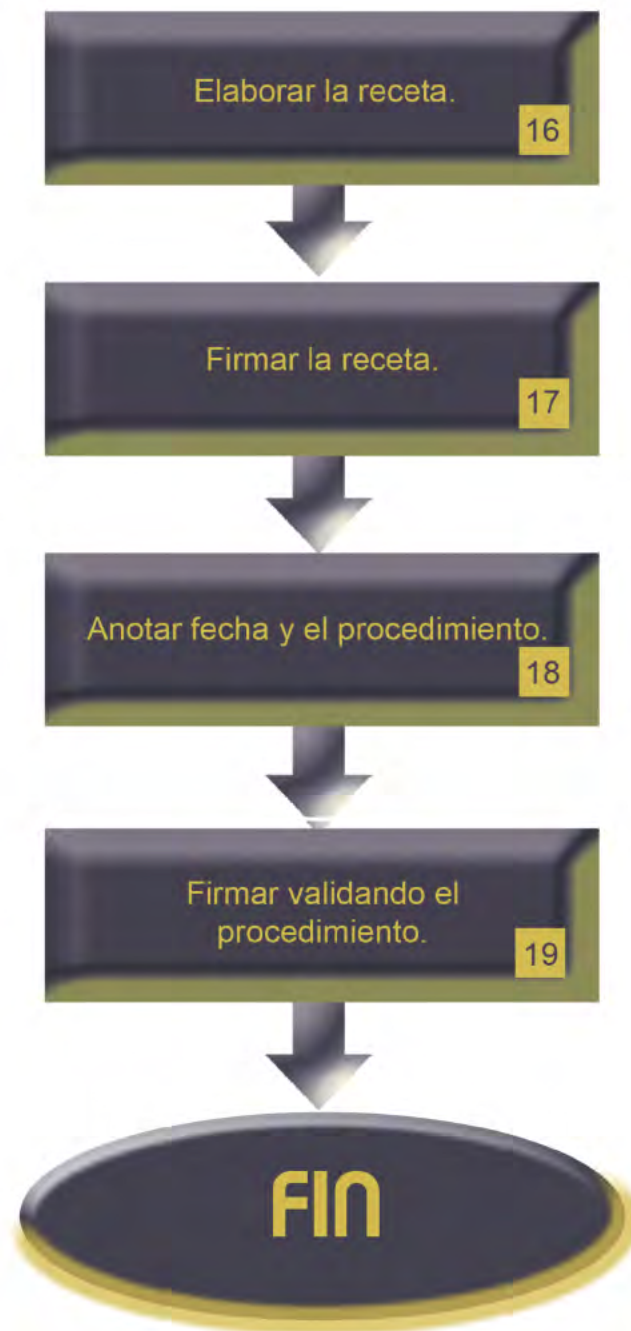 Elaborar la receta.
16
Firmar la receta.
17
Anotar fecha y el procedimiento.
18
Firmar validando el
procedimiento.
19
FIN